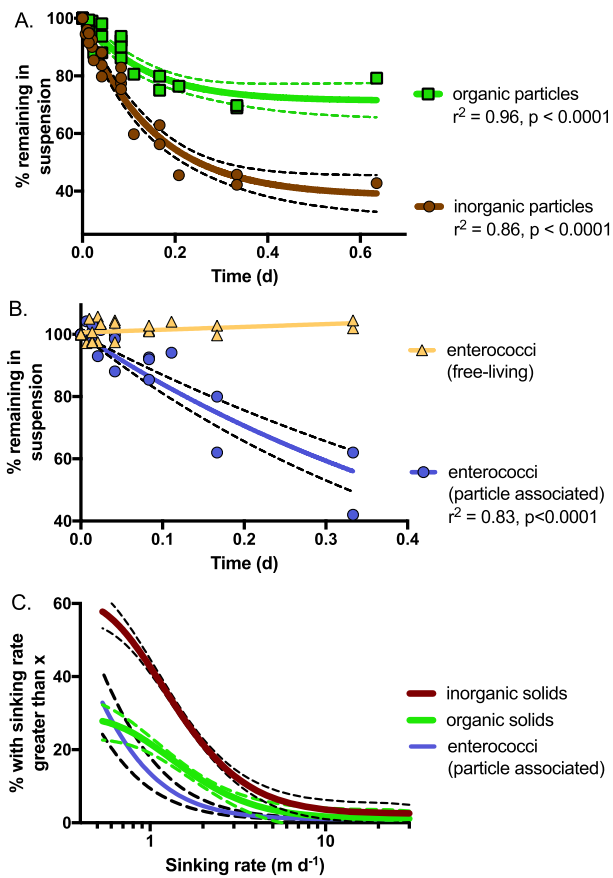 A.
% remaining in
suspension
100
80
60
40
0.0
0.2
0.4
0.6
Time (d)
organic particles
r² = 0.96, p < 0.0001
inorganic particles
r² = 0.86, p < 0.0001
B.
% remaining in
suspension
100
80
60
40
0.0
0.1
0.2
0.3
0.4
Time (d)
enterococci
(free-living)
enterococci
(particle associated)
r² = 0.83, p<0.0001
C.
% with sinking rate
greater than x
60
40
20
0
1
10
Sinking rate (m d⁻¹)
inorganic solids
organic solids
enterococci
(particle associated)